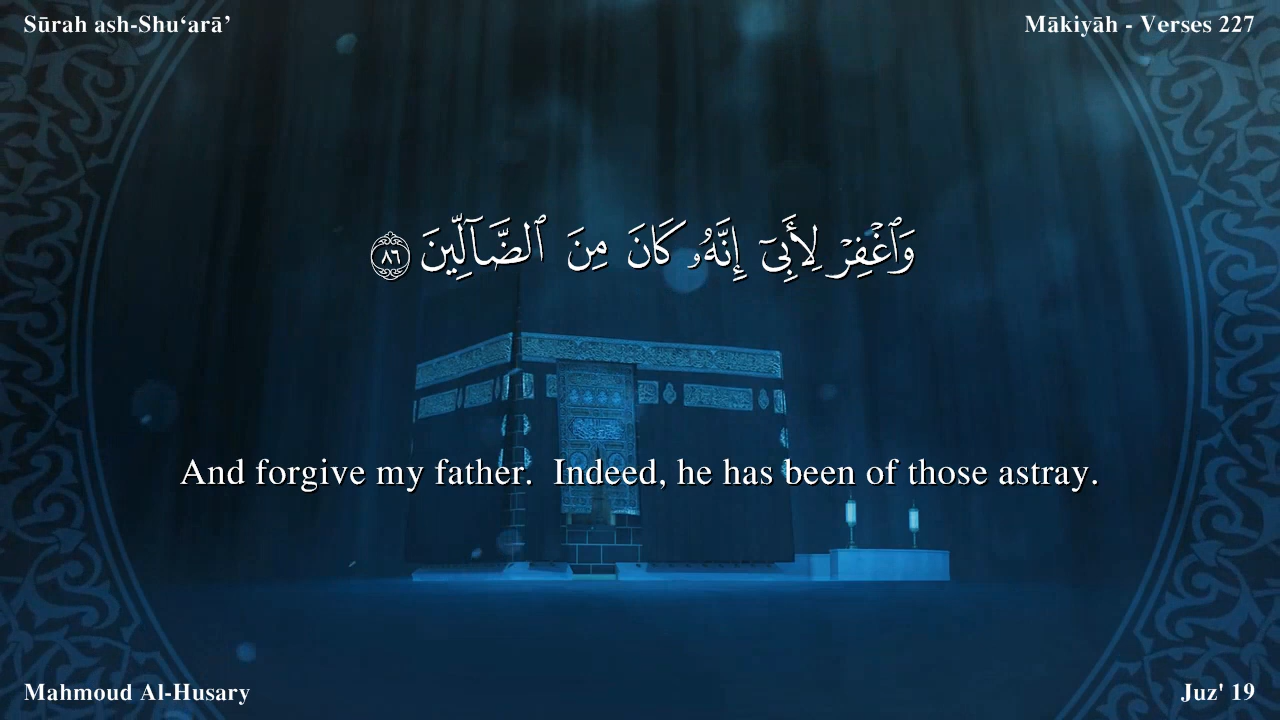 Sūrah ash-Shu‘arā’
Mākiyāh - Verses 227
وَٱغْفِرْ لِأَبِىٓ إِنَّهُۥ كَانَ مِنَ ٱلضَّآلِّينَ ٨٦
And forgive my father.  Indeed, he has been of those astray.
Mahmoud Al-Husary
Juz' 19